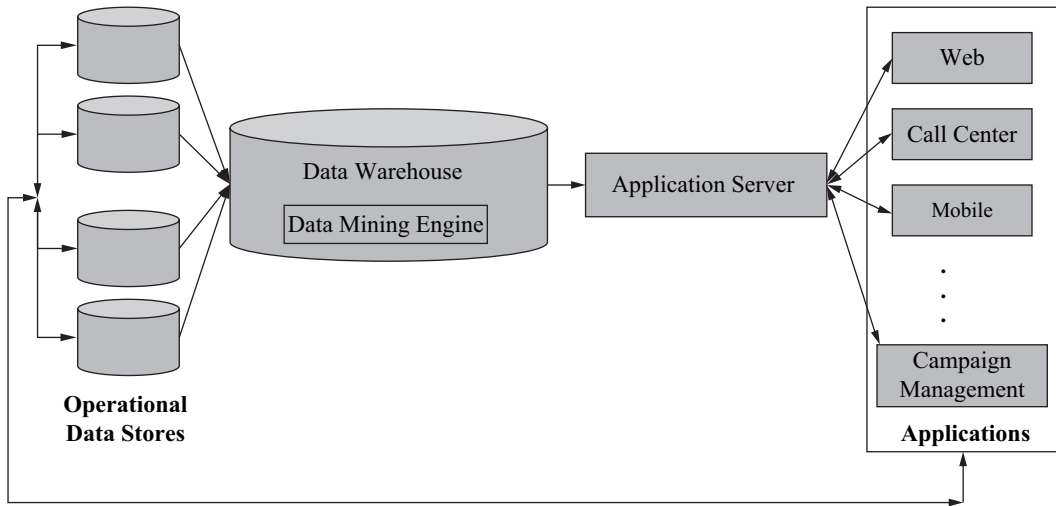 Operational
Data Stores
Data Warehouse
Data Mining Engine
Application Server
Web
Call Center
Mobile
Campaign
Management
Applications